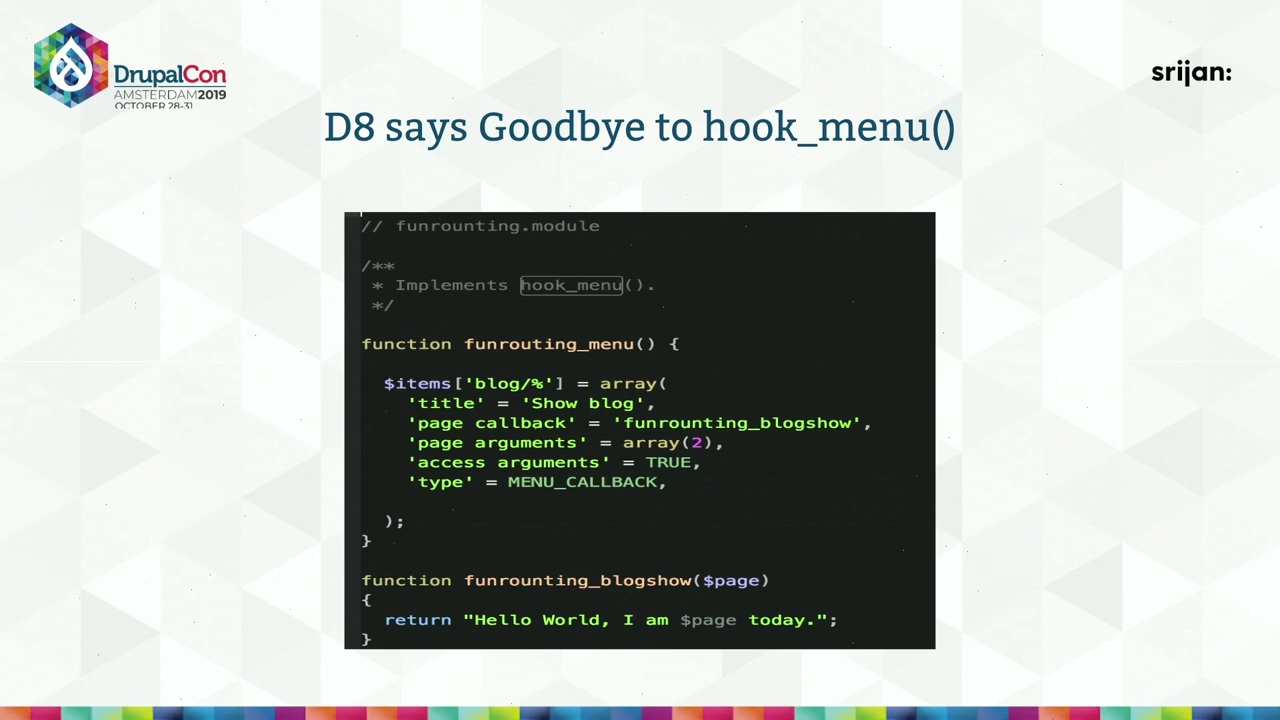 DrupalCon
AMSTERDAM2019
OCTOBER 28-31
srijan:
D8 says Goodbye to hook_menu()
// funrounting.module
/**
* Implements hook_menu().
*/
function funrouting_menu() {
$items['blog/%'] = array(
'title' = 'Show blog',
'page callback' = 'funrounting_blogshow',
'page arguments' = array(2),
'access arguments' = TRUE,
'type' = MENU_CALLBACK,
);
}
function funrounting_blogshow($page)
{
return "Hello World, I am $page today.";
}